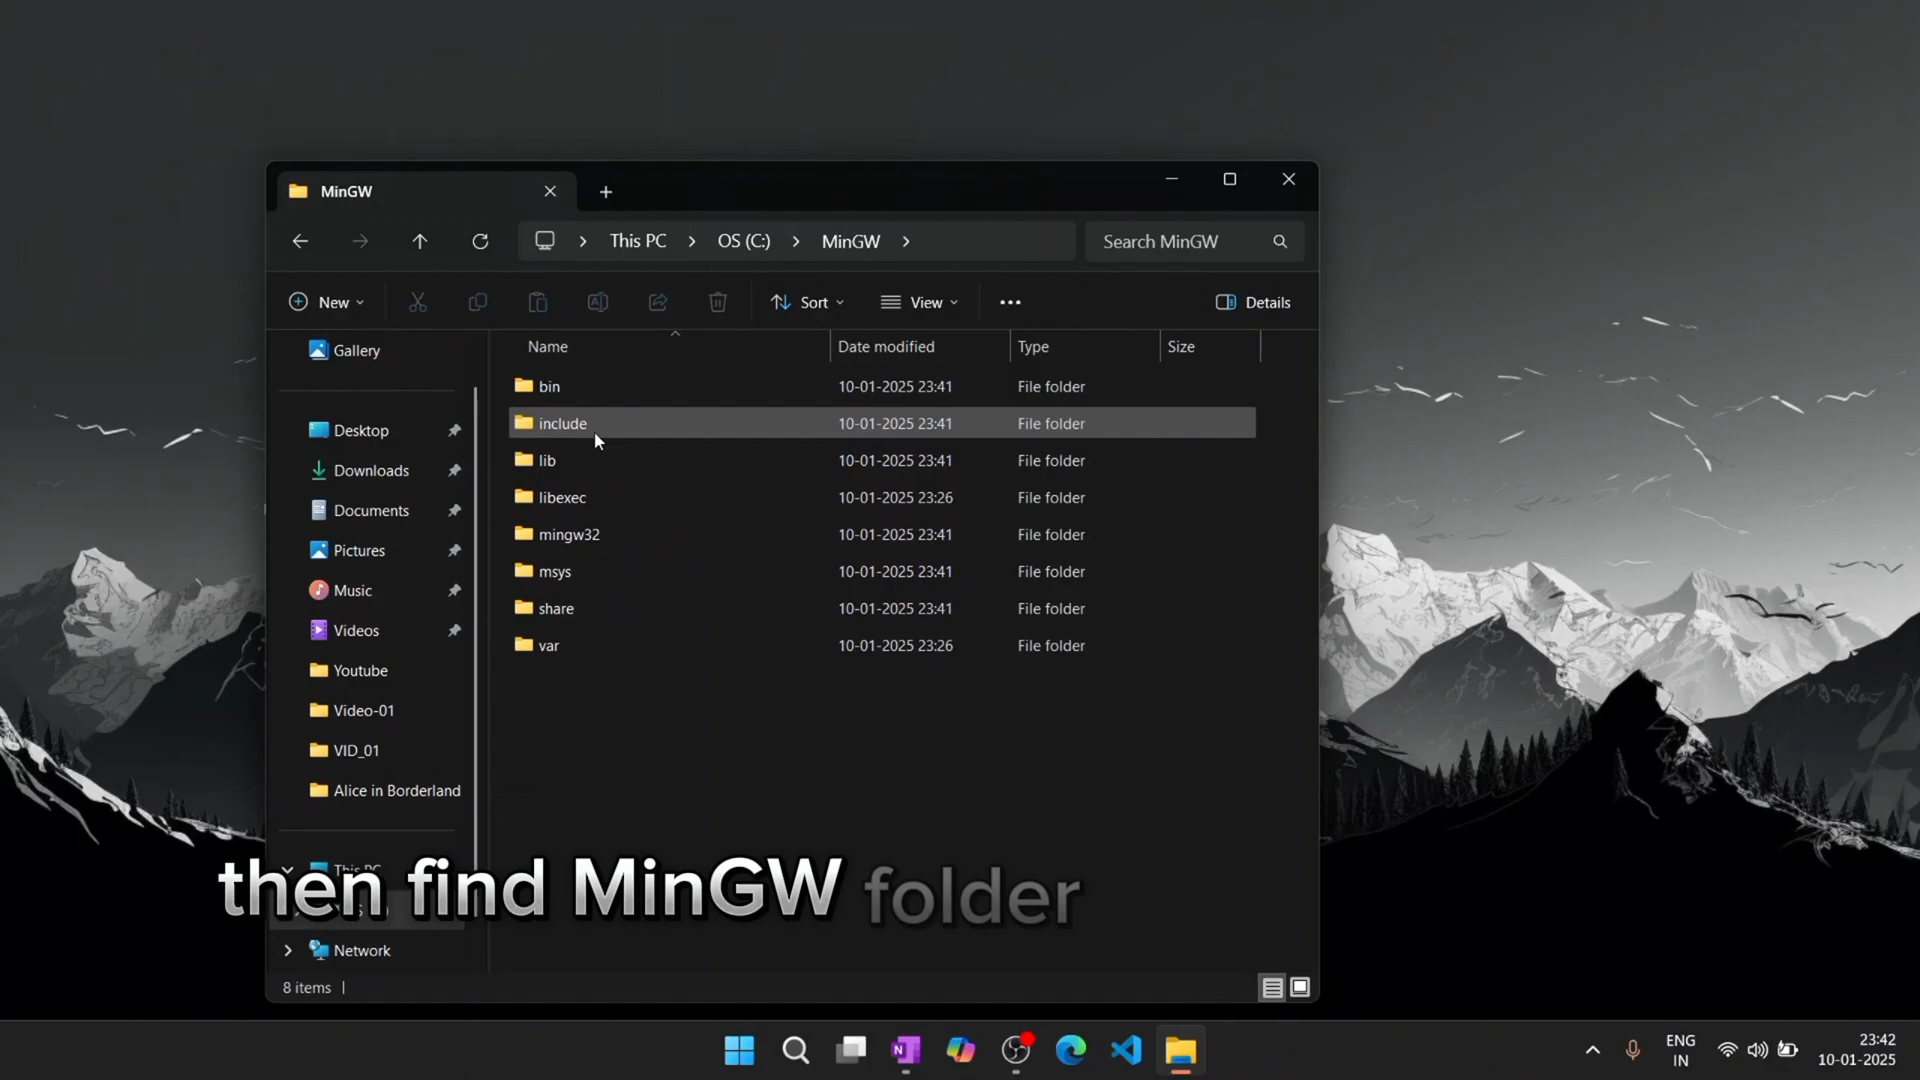 MinGW
This PC
OS (C:)
MinGW
Search MinGW
New
Sort
View
Details
Name
Date modified
Type
Size
bin 10-01-2025 23:41 File folder
include 10-01-2025 23:41 File folder
lib 10-01-2025 23:41 File folder
libexec 10-01-2025 23:26 File folder
mingw32 10-01-2025 23:41 File folder
msys 10-01-2025 23:41 File folder
share 10-01-2025 23:41 File folder
var 10-01-2025 23:26 File folder
Gallery
Desktop
Downloads
Documents
Pictures
Music
Videos
Youtube
Video-01
VID_01
Alice in Borderland
This PC
then find MinGW folder
Network
8 items
ENG
IN
23:42
10-01-2025